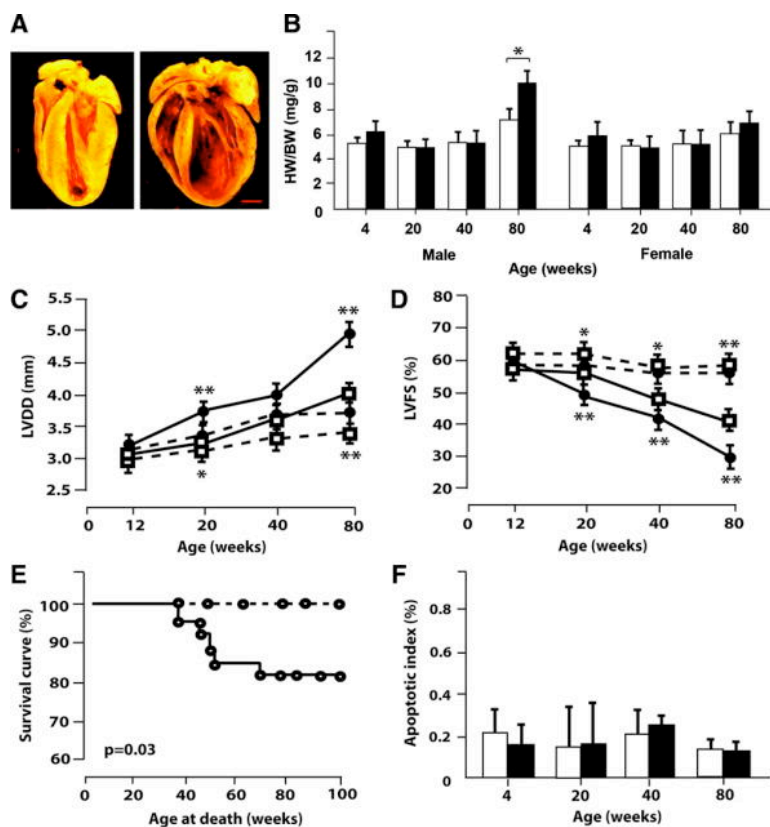 A
B
HW/BW (mg/g)
12
10
8
6
4
2
0
*
4 20 40 80 4 20 40 80
Male Female
Age (weeks)
C
LVDD (mm)
5.5
5.0
4.5
4.0
3.5
3.0
2.5
**
**
*
**
0 12 20 40 80
Age (weeks)
D
LVFS (%)
80
70
60
50
40
30
20
* * **
** ** **
0 12 20 40 80
Age (weeks)
E
Survival curve (%)
100
90
80
70
60
p=0.03
0 20 40 60 80 100
Age at death (weeks)
F
Apoptotic index (%)
0.8
0.6
0.4
0.2
0
4 20 40 80
Age (weeks)